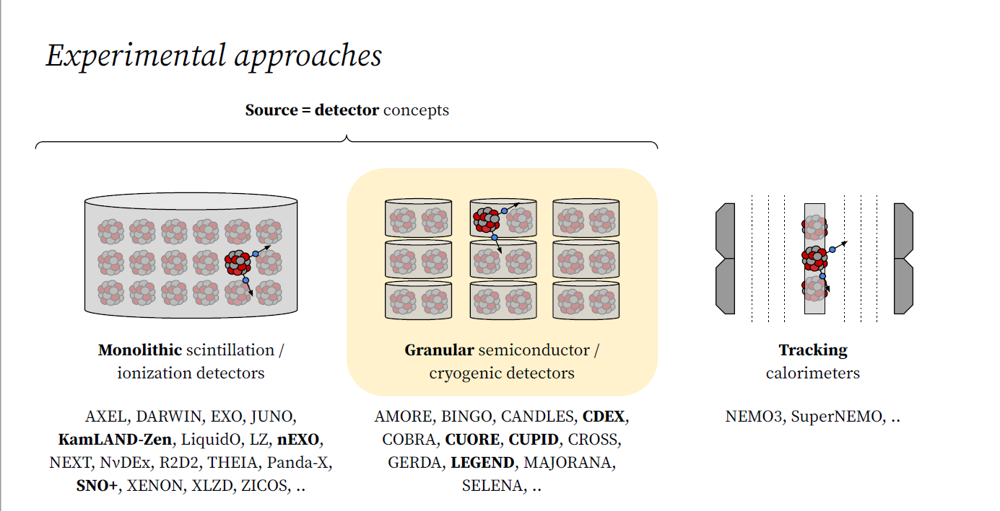 Experimental approaches
Source = detector concepts
Monolithic scintillation /
ionization detectors
AXEL, DARWIN, EXO, JUNO,
KamLAND-Zen, LiquidO, LZ, nEXO,
NEXT, NνDEx, R2D2, THEIA, Panda-X,
SNO+, XENON, XLZD, ZICOS, ..
Granular semiconductor /
cryogenic detectors
AMORE, BINGO, CANDLES, CDEX,
COBRA, CUORE, CUPID, CROSS,
GERDA, LEGEND, MAJORANA,
SELENA, ..
Tracking
calorimeters
NEMO3, SuperNEMO, ..